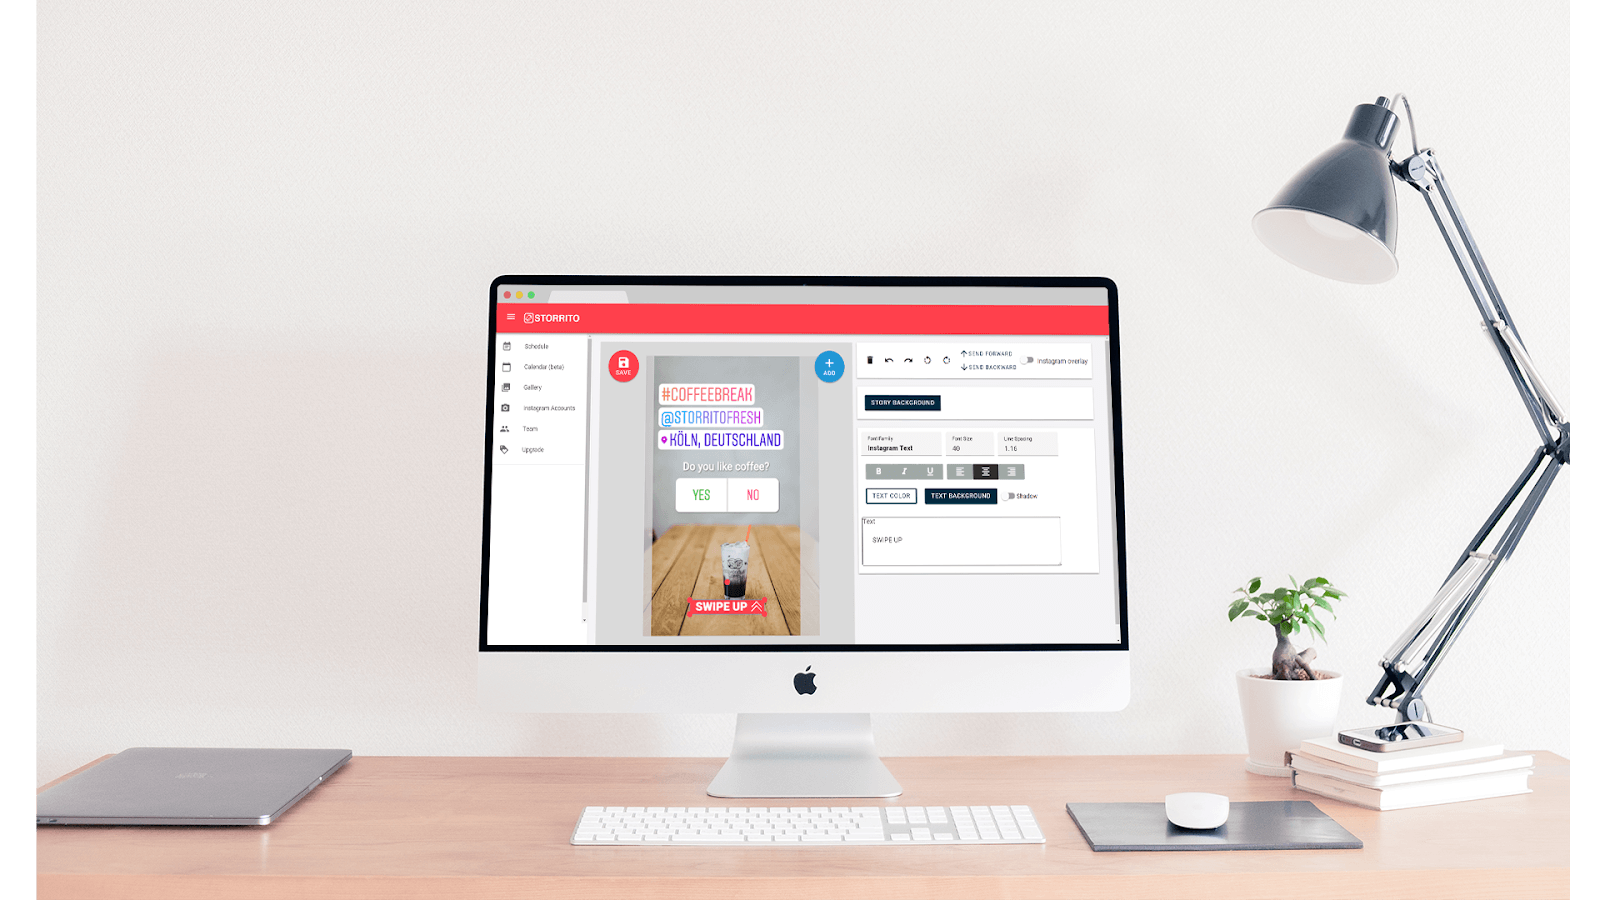 STORRITO
Schedule
Calendar (beta)
Gallery
Instagram Accounts
Team
Upgrade
SAVE
ADD
#COFFEEBREAK
@STORRITOFRESH
KÖLN, DEUTSCHLAND
Do you like coffee?
YES NO
SWIPE UP
SEND FORWARD
SEND BACKWARD
Instagram overlay
STORY BACKGROUND
Font Family
Instagram Text
Font Size
40
Line Spacing
1.16
B I U
TEXT COLOR
TEXT BACKGROUND
Shadow
Text
SWIPE UP